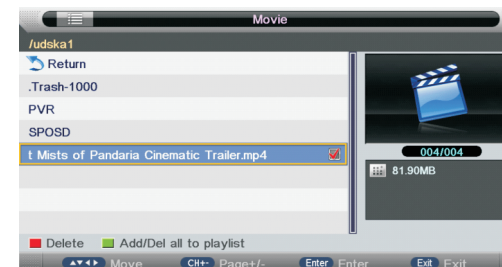 Movie
/udska1
Return
.Trash-1000
PVR
SPOSD
t Mists of Pandaria Cinematic Trailer.mp4
004/004
81.90MB
Delete Add/Del all to playlist
Move CH+- Page+/- Enter Enter Exit Exit